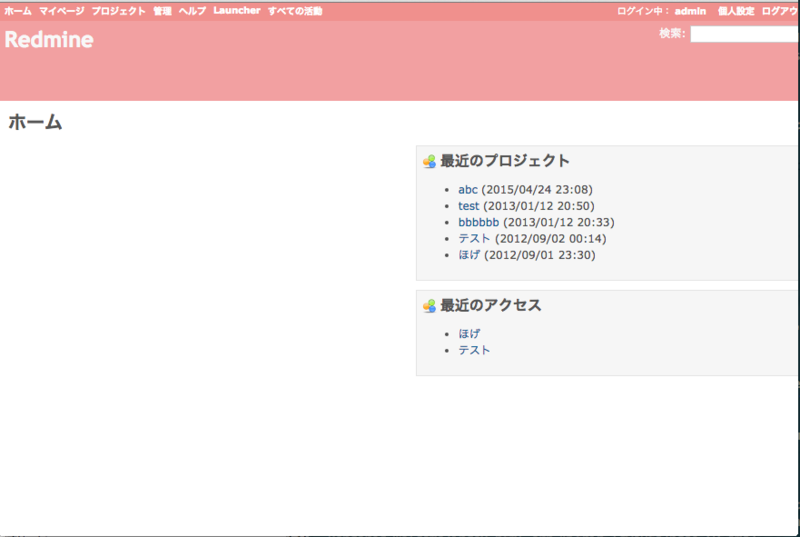 ホーム マイページ プロジェクト 管理 ヘルプ Launcher すべての活動 ログイン中： admin 個人設定 ログアウ
Redmine 検索:
ホーム
最近のプロジェクト
abc (2015/04/24 23:08)
test (2013/01/12 20:50)
bbbbbb (2013/01/12 20:33)
テスト (2012/09/02 00:14)
ほげ (2012/09/01 23:30)
最近のアクセス
ほげ
テスト